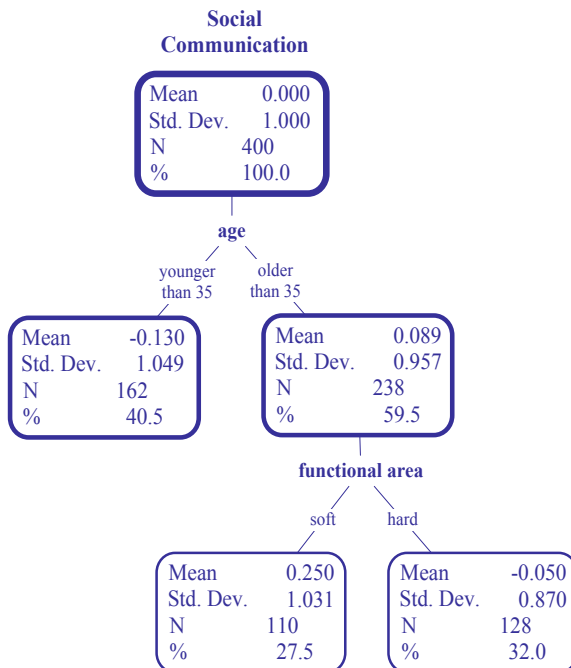 Social
Communication
Mean 0.000
Std. Dev. 1.000
N 400
% 100.0
age
younger
than 35
older
than 35
Mean -0.130
Std. Dev. 1.049
N 162
% 40.5
Mean 0.089
Std. Dev. 0.957
N 238
% 59.5
functional area
soft
hard
Mean 0.250
Std. Dev. 1.031
N 110
% 27.5
Mean -0.050
Std. Dev. 0.870
N 128
% 32.0